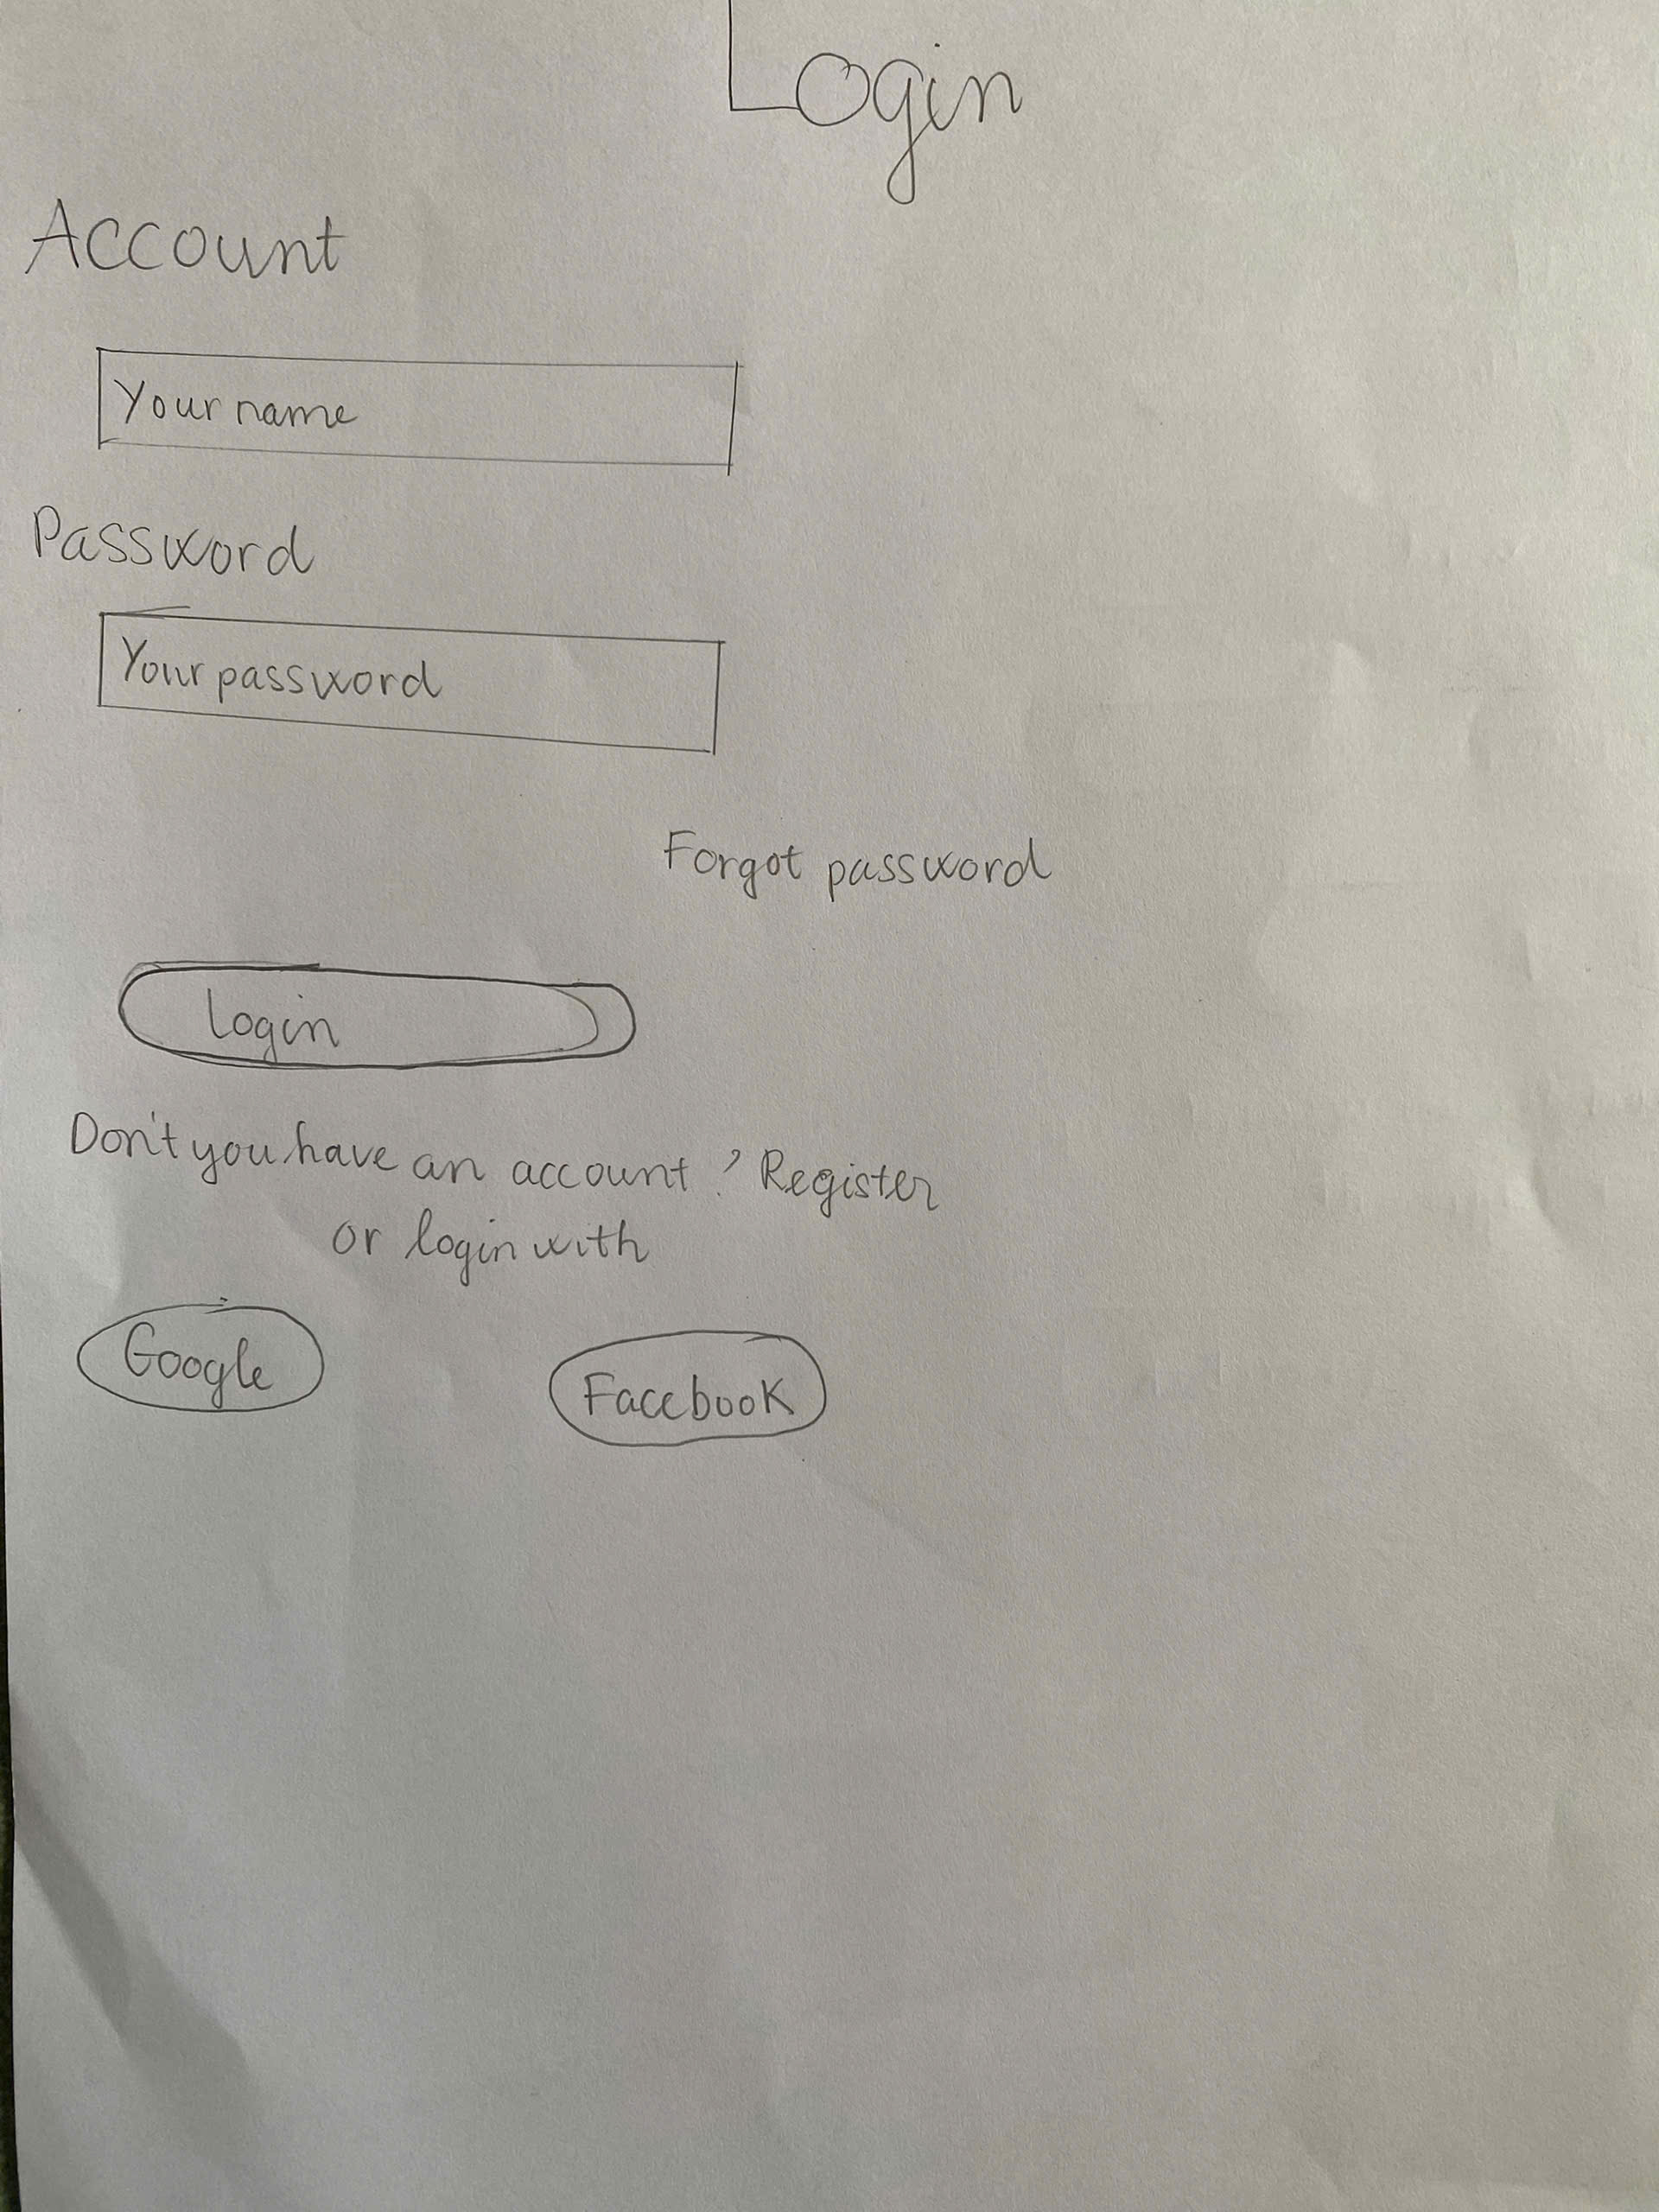 Login
Account
Your name
Password
Your password
Forgot password
Login
Don't you have an account? Register
or login with
Google
Facebook